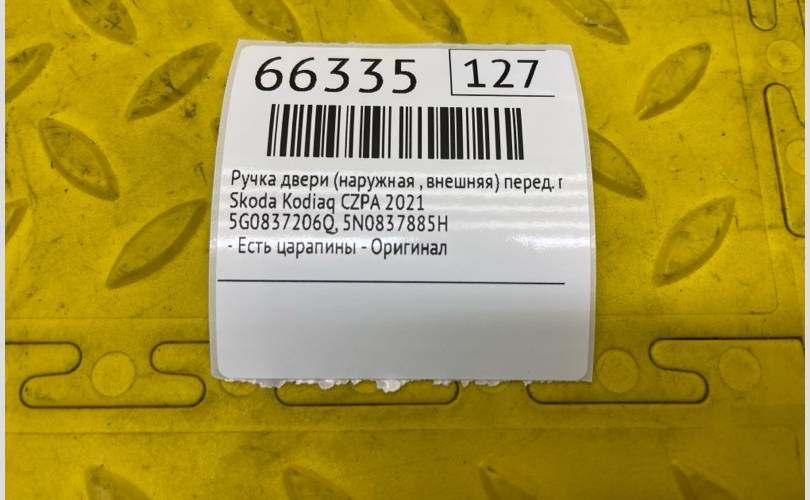 66335 127
Ручка двери (наружная , внешняя) перед. г
Skoda Kodiaq CZPA 2021
5G0837206Q, 5N0837885H
- Есть царапины - Оригинал